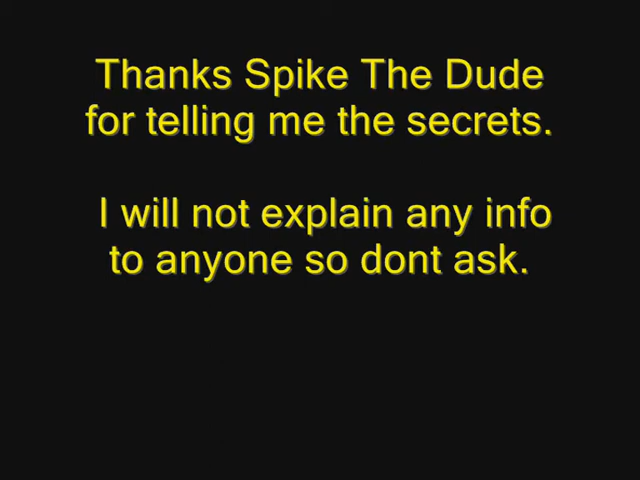 Thanks Spike The Dude
for telling me the secrets.
I will not explain any info
to anyone so dont ask.